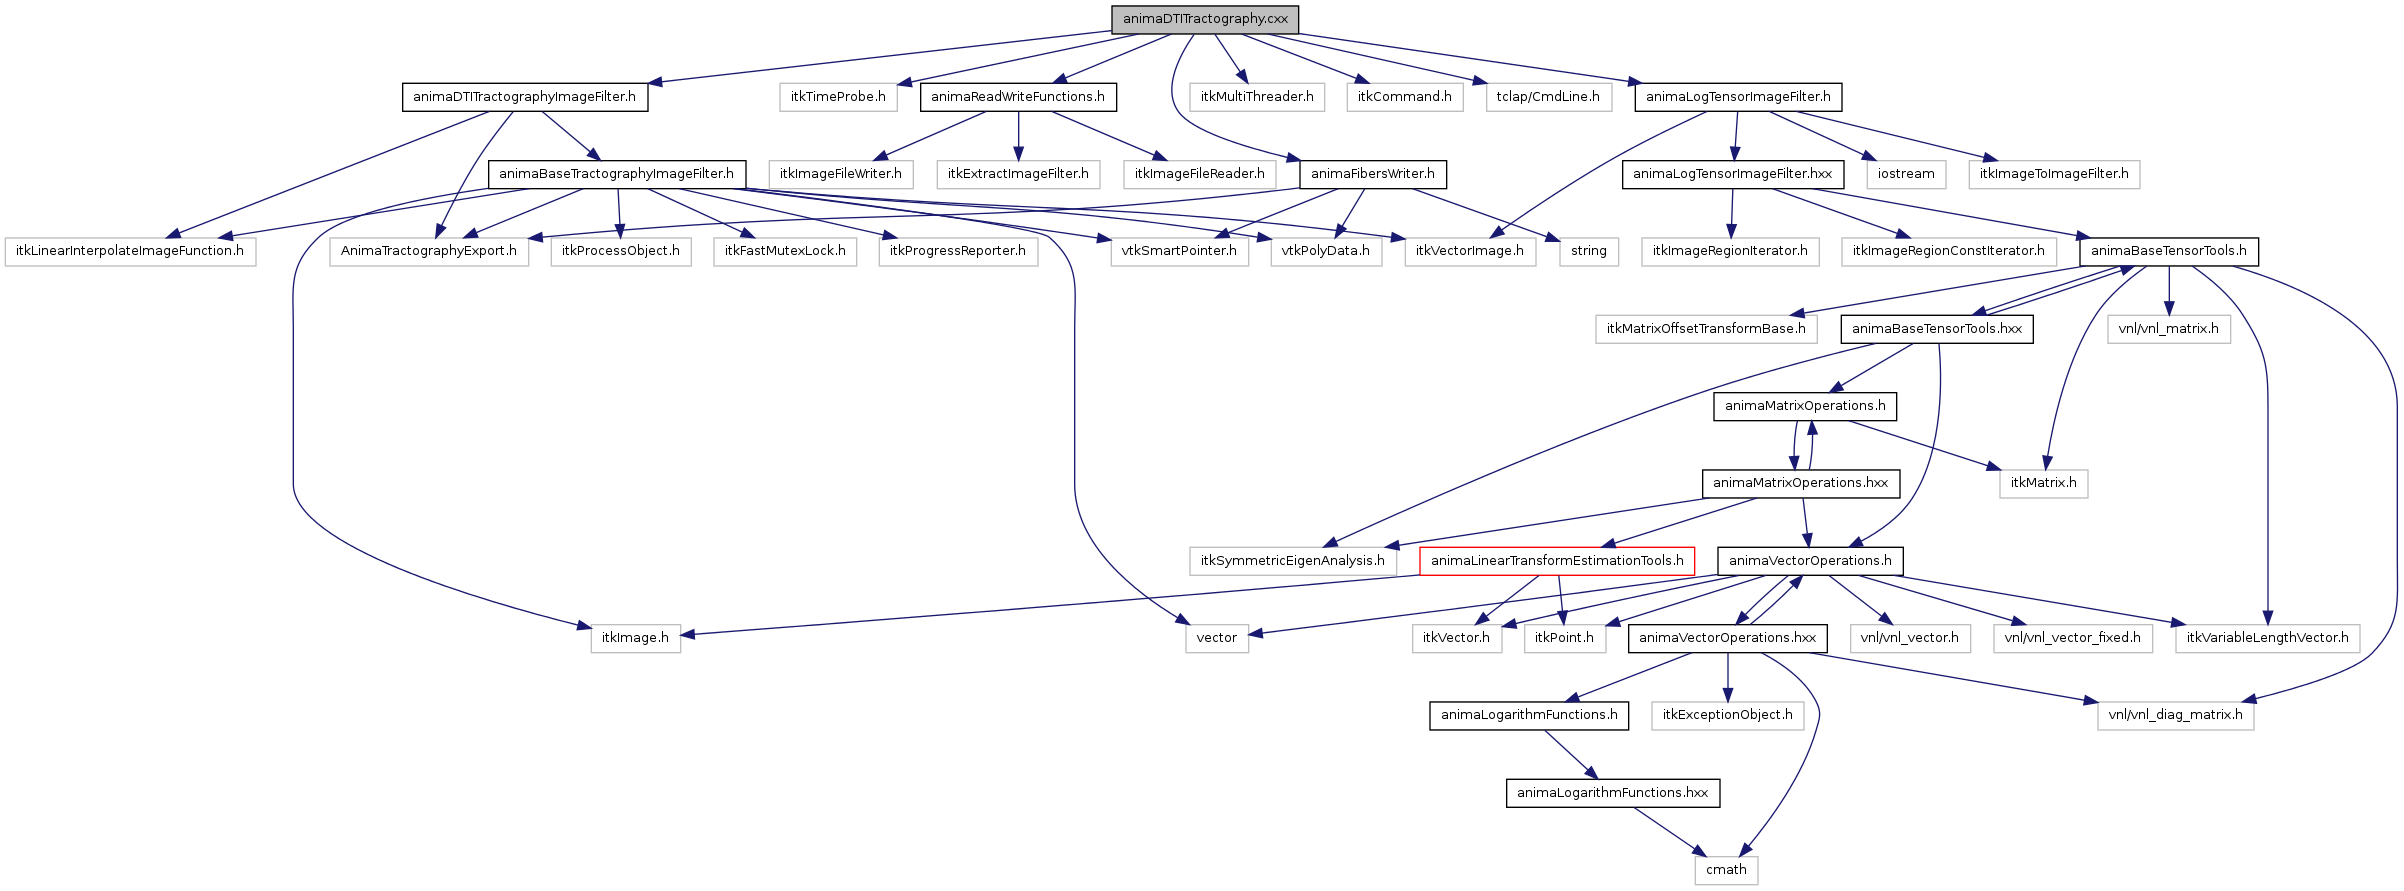 animaDTITractography.cxx
animaDTITractographyImageFilter.h
itkTimeProbe.h
animaReadWriteFunctions.h
itkMultiThreader.h
itkCommand.h
tclap/CmdLine.h
animaLogTensorImageFilter.h
animaBaseTractographyImageFilter.h
itkImageFileWriter.h
itkExtractImageFilter.h
itkImageFileReader.h
animaFibersWriter.h
animaLogTensorImageFilter.hxx
iostream
itkImageToImageFilter.h
itkLinearInterpolateImageFunction.h
AnimaTractographyExport.h
itkProcessObject.h
itkFastMutexLock.h
itkProgressReporter.h
vtkSmartPointer.h
vtkPolyData.h
itkVectorImage.h
string
itkImageRegionIterator.h
itkImageRegionConstIterator.h
animaBaseTensorTools.h
itkMatrixOffsetTransformBase.h
animaBaseTensorTools.hxx
vnl/vnl_matrix.h
animaMatrixOperations.h
animaMatrixOperations.hxx
itkMatrix.h
itkSymmetricEigenAnalysis.h
animaLinearTransformEstimationTools.h
animaVectorOperations.h
itkImage.h
vector
itkVector.h
itkPoint.h
animaVectorOperations.hxx
vnl/vnl_vector.h
vnl/vnl_vector_fixed.h
itkVariableLengthVector.h
animaLogarithmFunctions.h
itkExceptionObject.h
vnl/vnl_diag_matrix.h
animaLogarithmFunctions.hxx
cmath